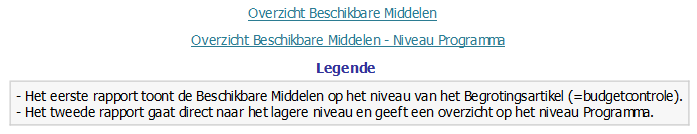 Overzicht Beschikbare Middelen
Overzicht Beschikbare Middelen - Niveau Programma
Legende
- Het eerste rapport toont de Beschikbare Middelen op het niveau van het Begrotingsartikel (=budgetcontrole).
- Het tweede rapport gaat direct naar het lagere niveau en geeft een overzicht op het niveau Programma.